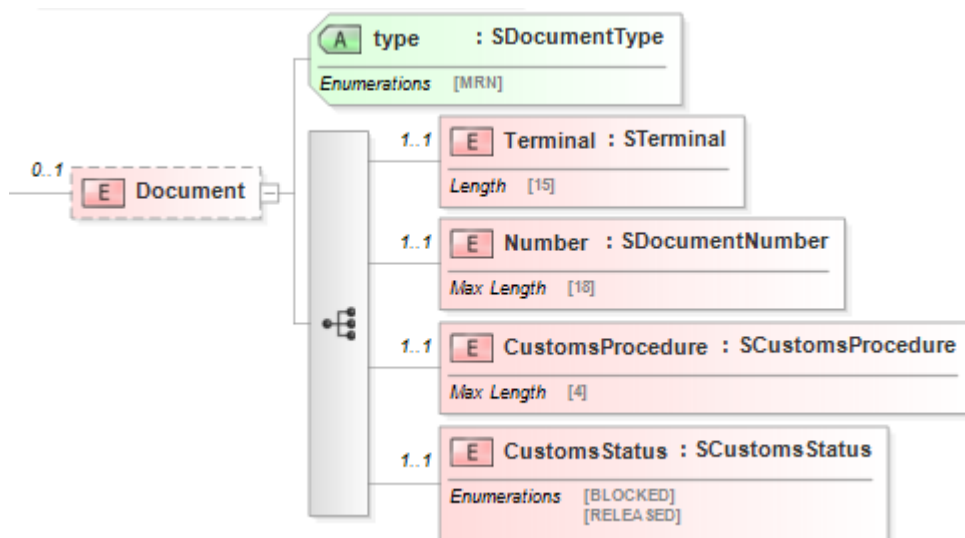 A type : SDocumentType
Enumerations [MRN]
0..1
E Document
1..1 E Terminal : STerminal
Length [15]
1..1 E Number : SDocumentNumber
Max Length [18]
1..1 E CustomsProcedure : SCustomsProcedure
Max Length [4]
1..1 E CustomsStatus : SCustomsStatus
Enumerations [BLOCKED]
[RELEASED]